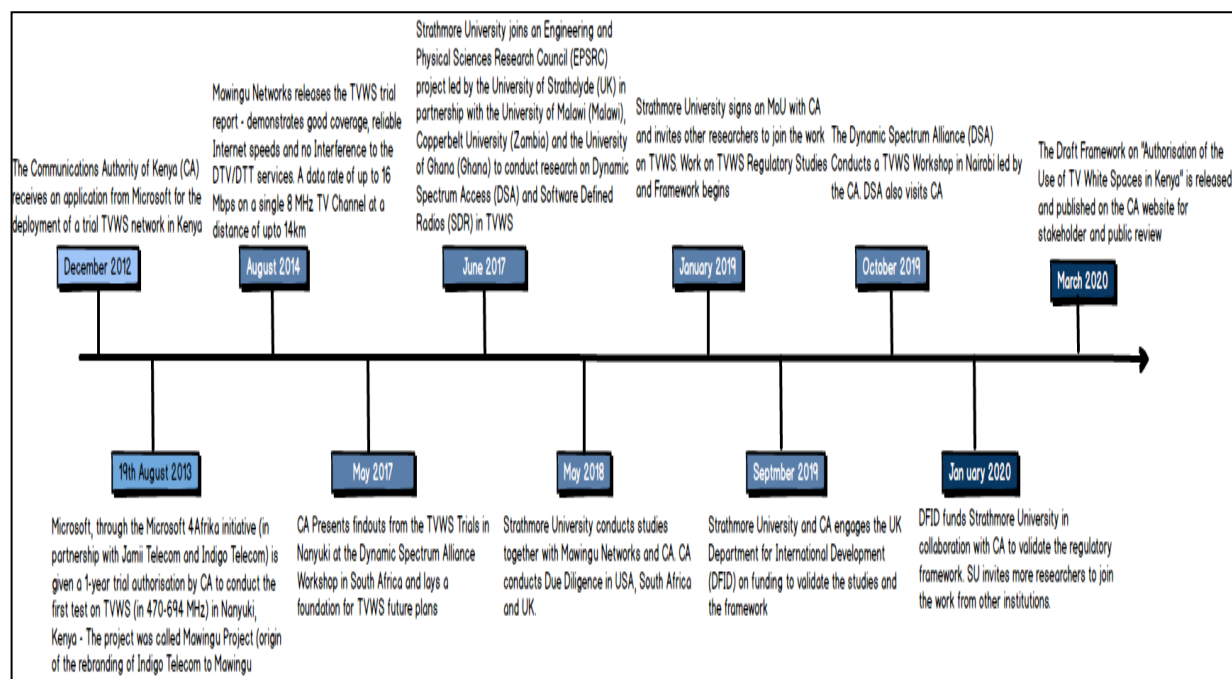 The Communications Authority of Kenya (CA)
receives an application from Microsoft for the
deployment of a trial TVWS network in Kenya
December 2012
19th August 2013
Microsoft, through the Microsoft 4Afrika initiative (in
partnership with Jamii Telecom and Indigo Telecom) is
given a 1-year trial authorisation by CA to conduct the
first test on TVWS (in 470-694 MHz) in Nanyuki,
Kenya - The project was called Mawingu Project (origin
of the rebranding of Indigo Telecom to Mawingu
Mawingu Networks releases the TVWS trial
report - demonstrates good coverage, reliable
Internet speeds and no Interference to the
DTV/DTT services. A data rate of up to 16
Mbps on a single 8 MHz TV Channel at a
distance of upto 14km
August 2014
May 2017
CA Presents findouts from the TVWS Trials in
Nanyuki at the Dynamic Spectrum Alliance
Workshop in South Africa and lays a
foundation for TVWS future plans
Strathmore University joins an Engineering and
Physical Sciences Research Council (EPSRC)
project led by the University of Strathclyde (UK) in
partnership with the University of Malawi (Malawi),
Copperbelt University (Zambia) and the University
of Ghana (Ghana) to conduct research on Dynamic
Spectrum Access (DSA) and Software Defined
Radios (SDR) in TVWS
June 2017
May 2018
Strathmore University conducts studies
together with Mawingu Networks and CA. CA
conducts Due Diligence in USA, South Africa
and UK.
Strathmore University signs an MoU with CA
and invites other researchers to join the work
on TVWS. Work on TVWS Regulatory Studies
and Framework begins
January 2019
Septmber 2019
Strathmore University and CA engages the UK
Department for International Development
(DFID) on funding to validate the studies and
the framework
The Dynamic Spectrum Alliance (DSA)
Conducts a TVWS Workshop in Nairobi led by
the CA. DSA also visits CA
October 2019
Jan uary 2020
DFID funds Strathmore University in
collaboration with CA to validate the regulatory
framework. SU invites more researchers to join
the work from other institutions.
The Draft Framework on "Authorisation of the
Use of TV White Spaces in Kenya" is released
and published on the CA website for
stakeholder and public review
March 2020